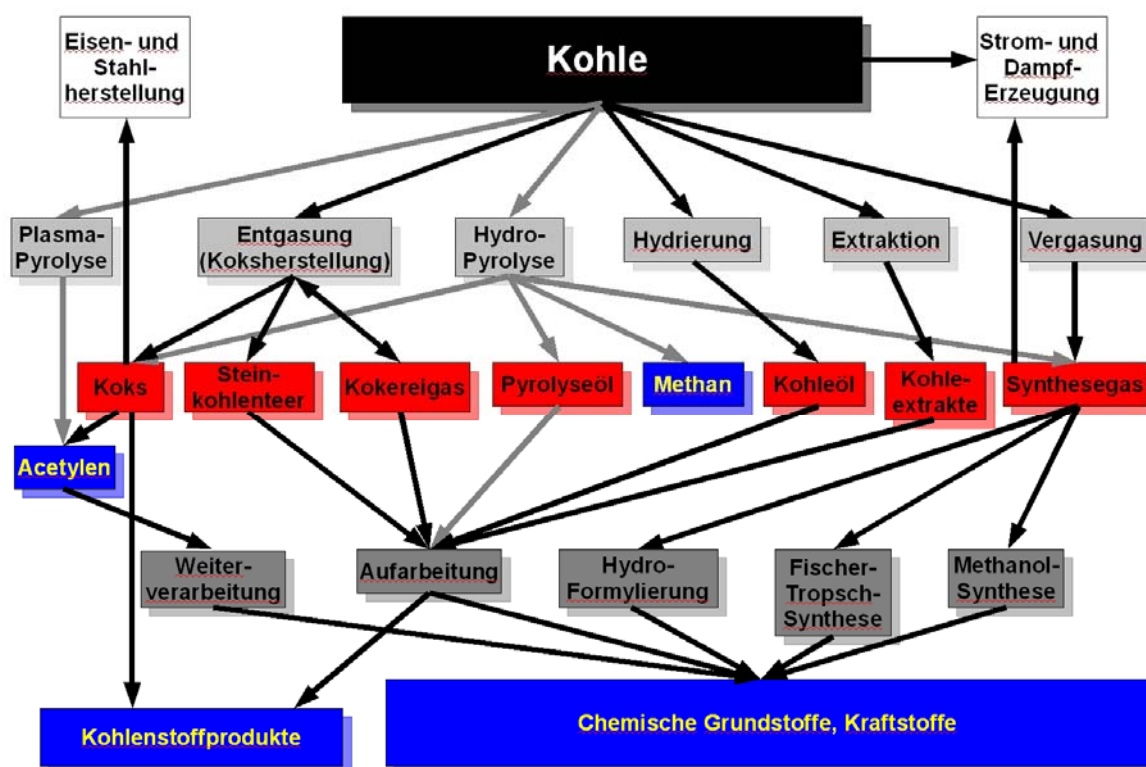 Eisen- und
Stahl-
herstellung
Kohle
Strom- und
Dampf-
Erzeugung
Plasma-
Pyrolyse
Entgasung
(Koksherstellung)
Hydro-
Pyrolyse
Hydrierung
Extraktion
Vergasung
Koks
Stein-
kohlenteer
Kokereigas
Pyrolyseöl
Methan
Kohleöl
Kohle-
extrakte
Synthesegas
Acetylen
Weiter-
verarbeitung
Aufarbeitung
Hydro-
Formylierung
Fischer-
Tropsch-
Synthese
Methanol-
Synthese
Kohlenstoffprodukte
Chemische Grundstoffe, Kraftstoffe